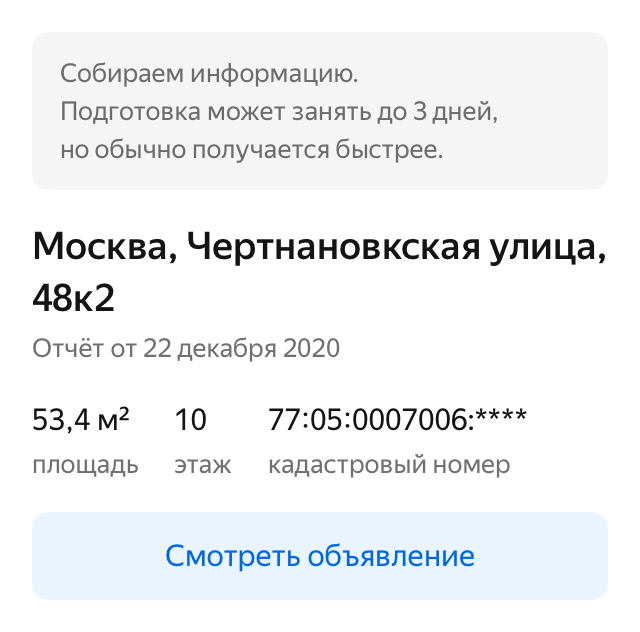 Собираем информацию.
Подготовка может занять до 3 дней,
но обычно получается быстрее.
Москва, Чертнановкская улица,
48к2
Отчёт от 22 декабря 2020
53,4 м² 10 77:05:0007006:****
площадь этаж кадастровый номер
Смотреть объявление